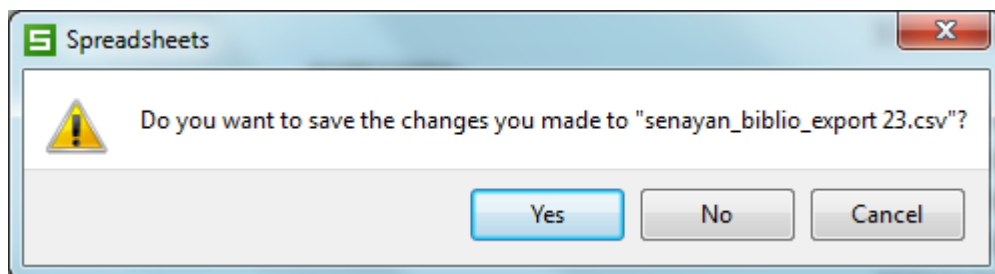 Spreadsheets
Do you want to save the changes you made to "senayan_biblio_export 23.csv"?
Yes No Cancel